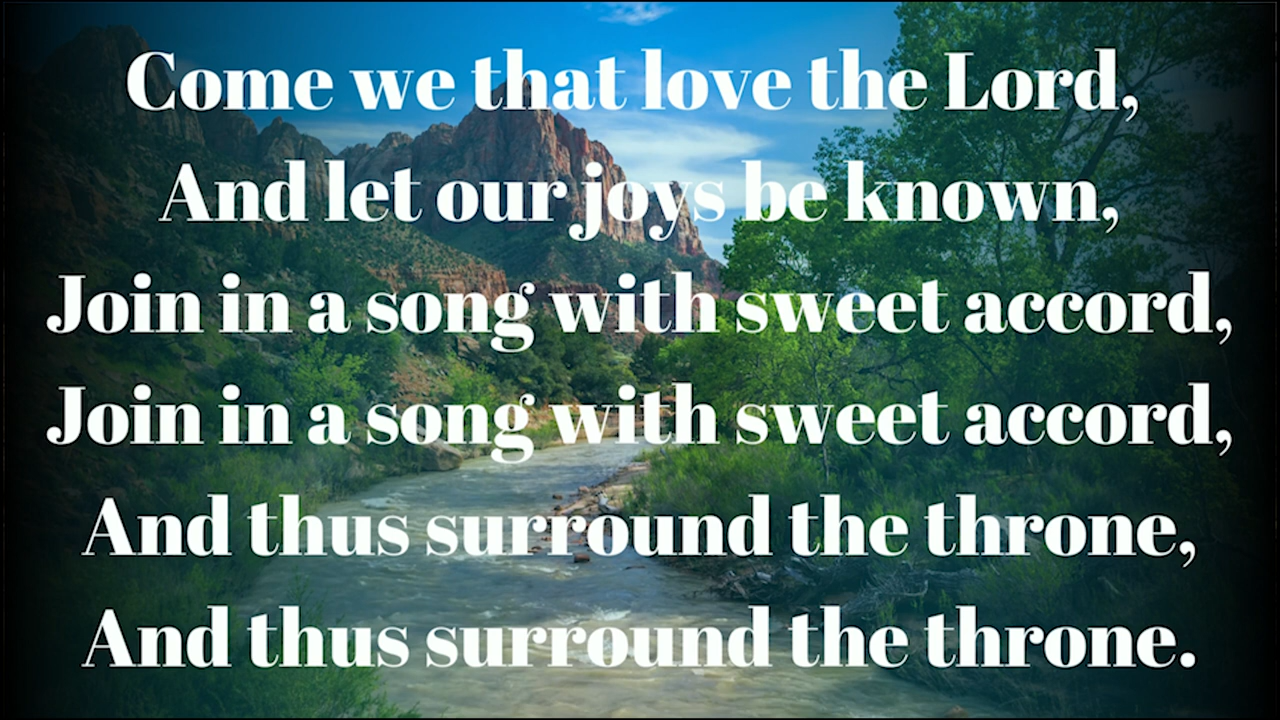 Come we that love the Lord,
And let our joys be known,
Join in a song with sweet accord,
Join in a song with sweet accord,
And thus surround the throne,
And thus surround the throne.